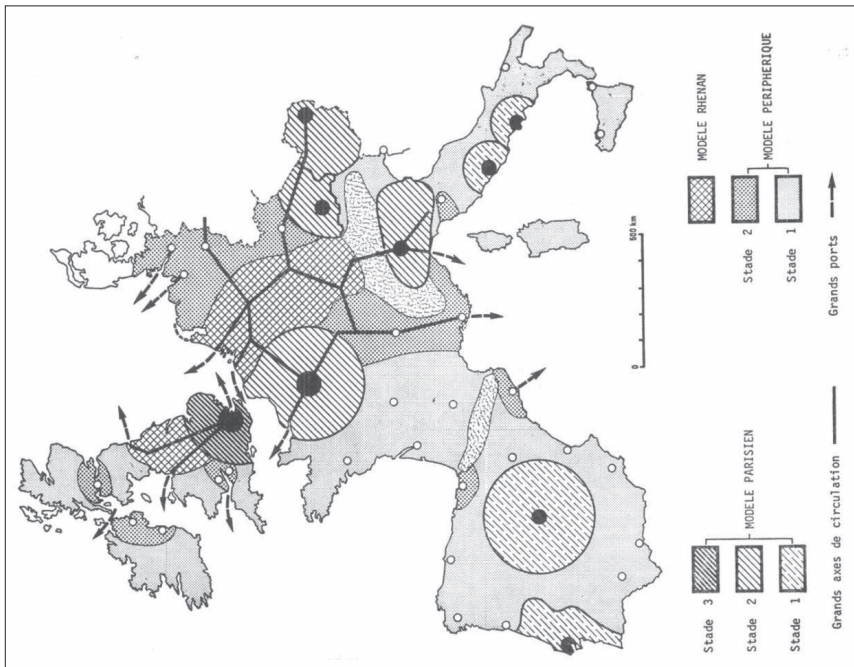 0 500 km
Stade 3
Stade 2
Stade 1
MODELE PARISIEN
MODELE RHENAN
Stade 2
Stade 1
MODELE PERIPHERIQUE
Grands axes de circulation
Grands ports